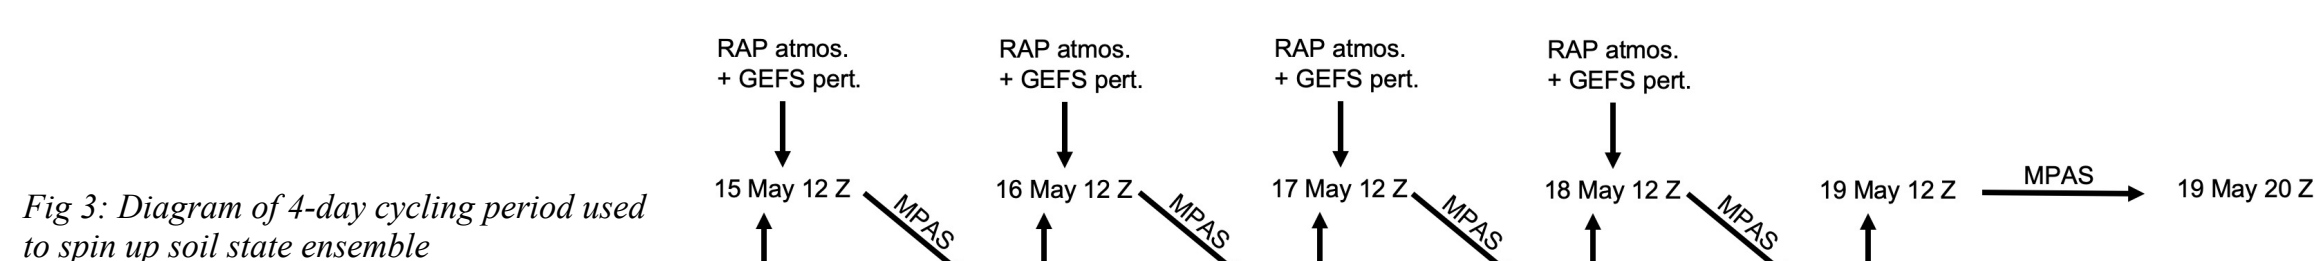 RAP atmos.
+ GEFS pert.
RAP atmos.
+ GEFS pert.
RAP atmos.
+ GEFS pert.
RAP atmos.
+ GEFS pert.
15 May 12 Z
MPAS
16 May 12 Z
MPAS
17 May 12 Z
MPAS
18 May 12 Z
MPAS
19 May 12 Z
MPAS
19 May 20 Z
Fig 3: Diagram of 4-day cycling period used
to spin up soil state ensemble